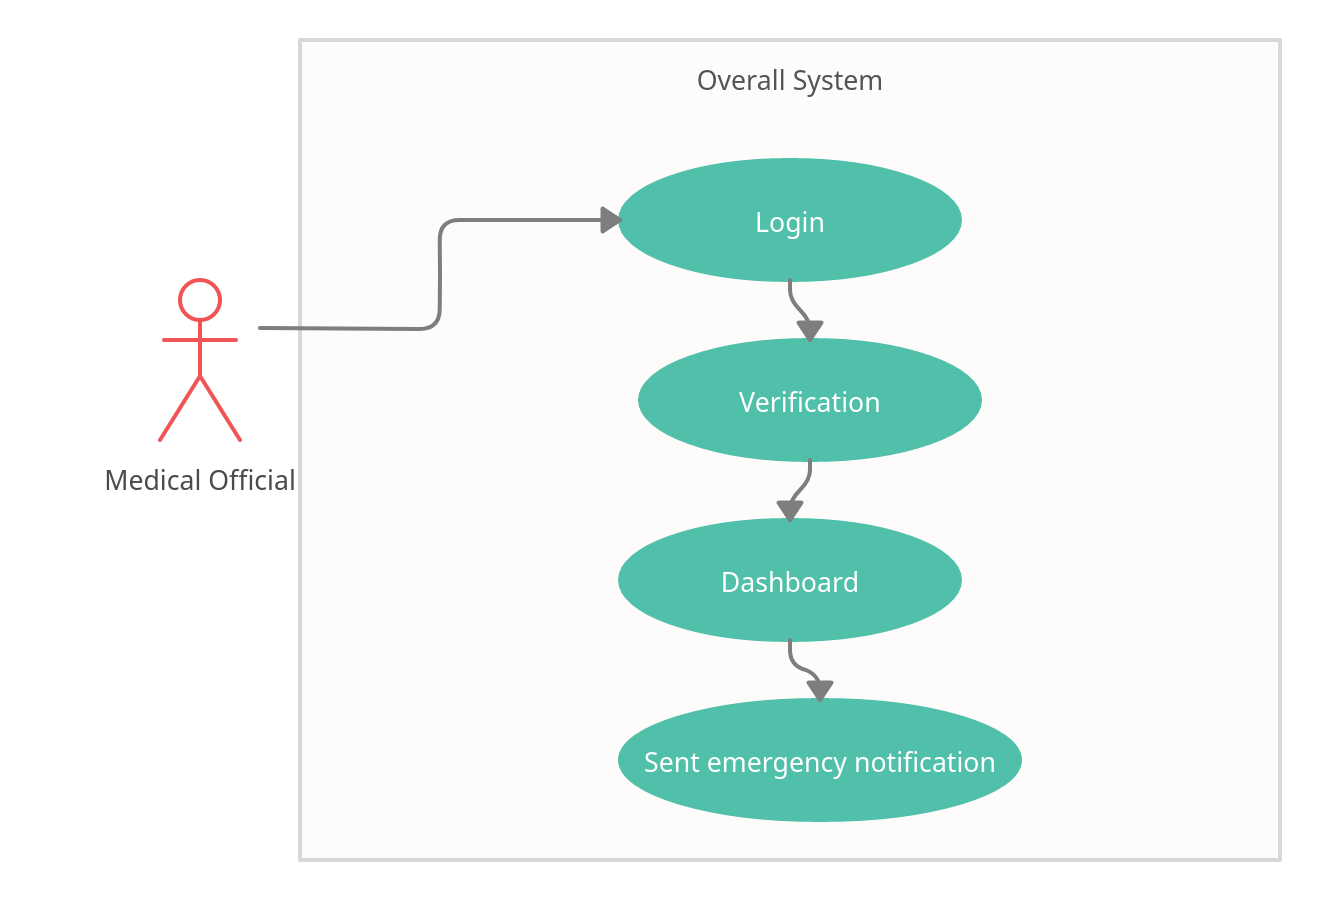 Overall System
Login
Verification
Medical Official
Dashboard
Sent emergency notification